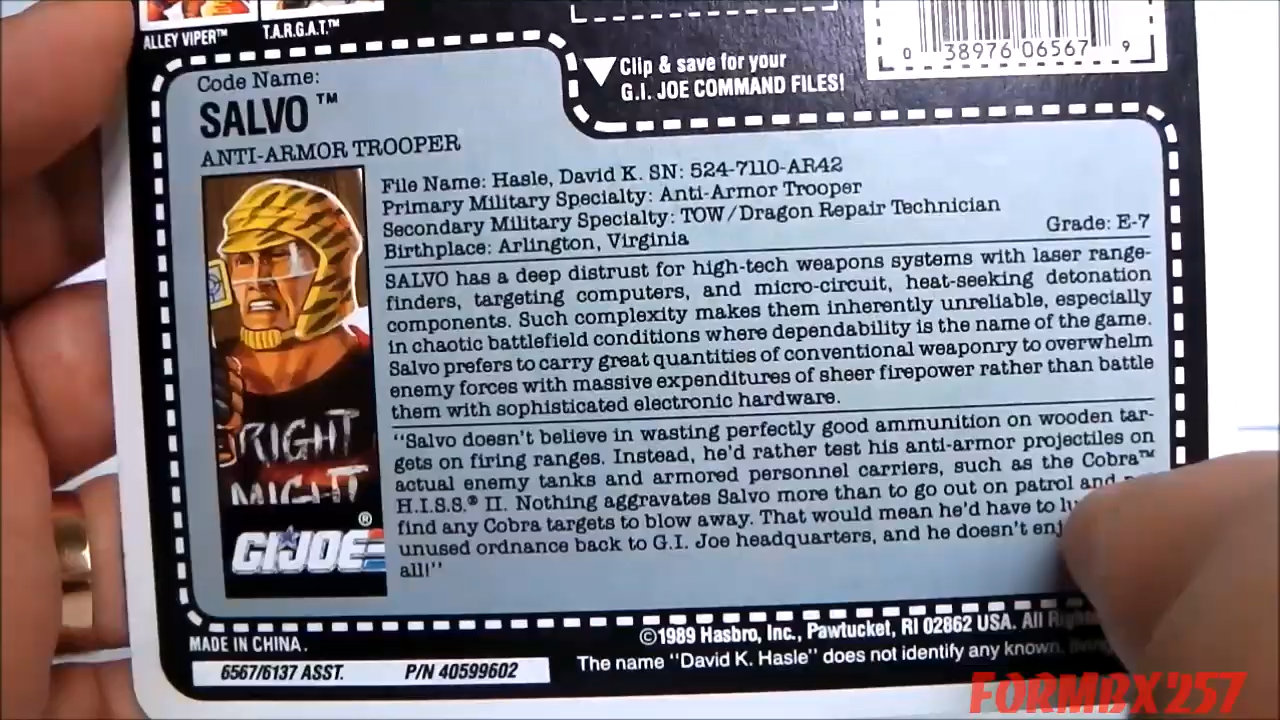 ALLEY VIPER™
T.A.R.G.A.T.™
0 38976 06567 9
Clip & save for your
G.I. JOE COMMAND FILES!
Code Name:
SALVO™
ANTI-ARMOR TROOPER
File Name: Hasle, David K. SN: 524-7110-AR42
Primary Military Specialty: Anti-Armor Trooper
Secondary Military Specialty: TOW/Dragon Repair Technician
Birthplace: Arlington, Virginia
Grade: E-7
SALVO has a deep distrust for high-tech weapons systems with laser range-
finders, targeting computers, and micro-circuit, heat-seeking detonation
components. Such complexity makes them inherently unreliable, especially
in chaotic battlefield conditions where dependability is the name of the game.
Salvo prefers to carry great quantities of conventional weaponry to overwhelm
enemy forces with massive expenditures of sheer firepower rather than battle
them with sophisticated electronic hardware.
"Salvo doesn't believe in wasting perfectly good ammunition on wooden tar-
gets on firing ranges. Instead, he'd rather test his anti-armor projectiles on
actual enemy tanks and armored personnel carriers, such as the Cobra™
H.I.S.S.® II. Nothing aggravates Salvo more than to go out on patrol and
find any Cobra targets to blow away. That would mean he'd have to
unused ordnance back to G.I. Joe headquarters, and he doesn't
all!"
RIGHT
MIGHT
GI JOE®
MADE IN CHINA.
©1989 Hasbro, Inc., Pawtucket, RI 02862 USA. All
6567/6137 ASST. P/N 40599602
The name "David K. Hasle" does not identify any known,
FORMBX'257